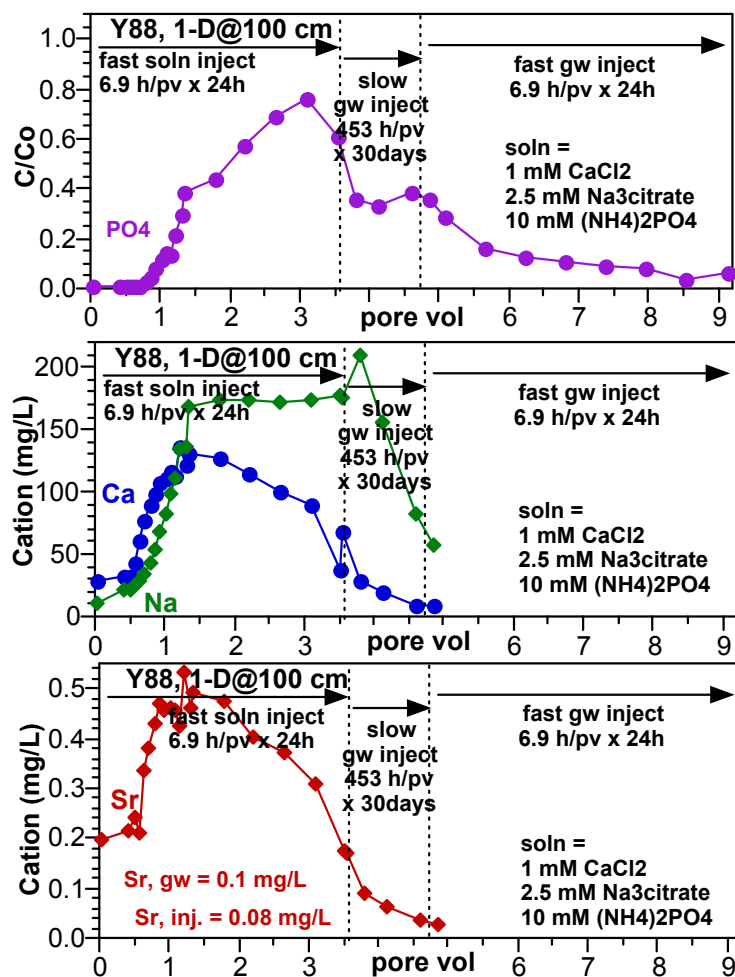 Y88, 1-D@100 cm
fast soln inject
6.9 h/pv x 24h
slow
gw inject
453 h/pv
x 30days
fast gw inject
6.9 h/pv x 24h
soln =
1 mM CaCl2
2.5 mM Na3citrate
10 mM (NH4)2PO4
PO4
C/Co
1.0
0.8
0.6
0.4
0.2
0.0
0 1 2 3 4 5 6 7 8 9
pore vol
Y88, 1-D@100 cm
fast soln inject
6.9 h/pv x 24h
slow
gw inject
453 h/pv
x 30days
fast gw inject
6.9 h/pv x 24h
soln =
1 mM CaCl2
2.5 mM Na3citrate
10 mM (NH4)2PO4
Ca
Na
Cation (mg/L)
200
150
100
50
0
0 1 2 3 4 5 6 7 8 9
pore vol
Y88, 1-D@100 cm
fast soln inject
6.9 h/pv x 24h
slow
gw inject
453 h/pv
x 30days
fast gw inject
6.9 h/pv x 24h
soln =
1 mM CaCl2
2.5 mM Na3citrate
10 mM (NH4)2PO4
Sr
Sr, gw = 0.1 mg/L
Sr, inj. = 0.08 mg/L
Cation (mg/L)
0.5
0.4
0.3
0.2
0.1
0.0
0 1 2 3 4 5 6 7 8 9
pore vol